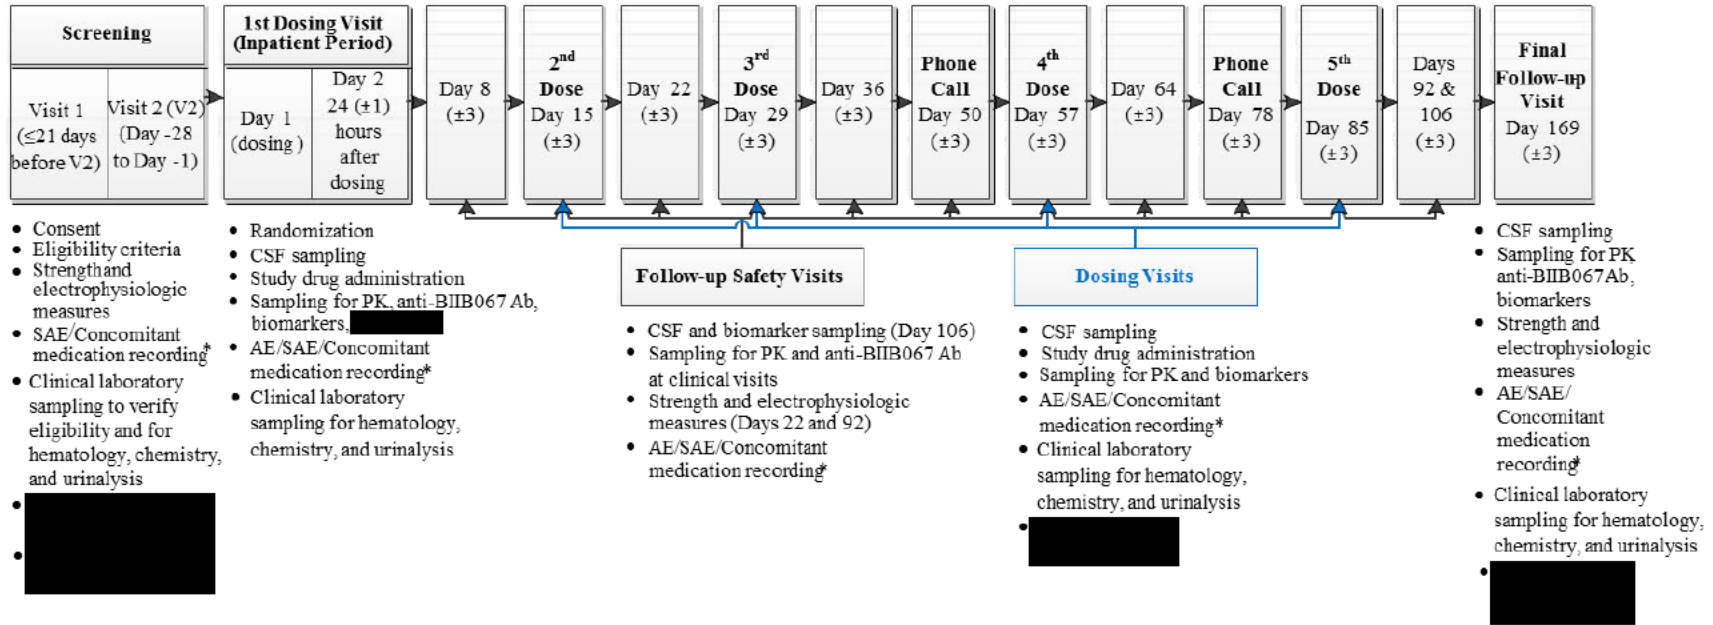 Screening
Visit 1
(≤21 days
before V2)
Visit 2 (V2)
(Day -28
to Day -1)
1st Dosing Visit
(Inpatient Period)
Day 1
(dosing)
Day 2
24 (±1)
hours
after
dosing
Day 8
(±3)
2nd
Dose
Day 15
(±3)
Day 22
(±3)
3rd
Dose
Day 29
(±3)
Day 36
(±3)
Phone
Call
Day 50
(±3)
4th
Dose
Day 57
(±3)
Day 64
(±3)
Phone
Call
Day 78
(±3)
5th
Dose
Day 85
(±3)
Days
92 &
106
(±3)
Final
Follow-up
Visit
Day 169
(±3)
• Consent
• Eligibility criteria
• Strength and
electrophysiologic
measures
• SAE/Concomitant
medication recording*
• Clinical laboratory
sampling to verify
eligibility and for
hematology, chemistry,
and urinalysis
• Randomization
• CSF sampling
• Study drug administration
• Sampling for PK, anti-BIIB067 Ab,
biomarkers,
• AE/SAE/Concomitant
medication recording*
• Clinical laboratory
sampling for hematology,
chemistry, and urinalysis
Follow-up Safety Visits
• CSF and biomarker sampling (Day 106)
• Sampling for PK and anti-BIIB067 Ab
at clinical visits
• Strength and electrophysiologic
measures (Days 22 and 92)
• AE/SAE/Concomitant
medication recording*
Dosing Visits
• CSF sampling
• Study drug administration
• Sampling for PK and biomarkers
• AE/SAE/Concomitant
medication recording*
• Clinical laboratory
sampling for hematology,
chemistry, and urinalysis
• CSF sampling
• Sampling for PK
anti-BIIB067Ab,
biomarkers
• Strength and
electrophysiologic
measures
• AE/SAE/
Concomitant
medication
recording*
• Clinical laboratory
sampling for hematology,
chemistry, and urinalysis